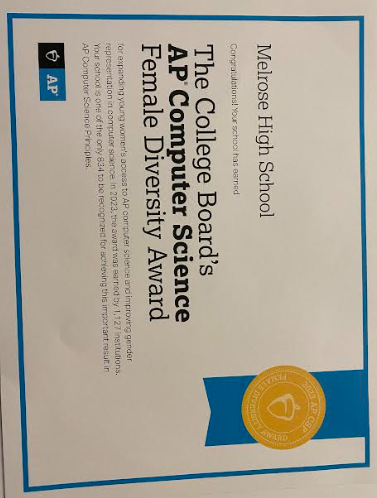 Melrose High School
Congratulations! Your school has earned
The College Board's
AP® Computer Science
Female Diversity Award
for expanding young women's access to AP computer science and improving gender
representation in computer science. In 2023, the award was earned by 1,127 institutions.
Your school is one of the only 834 to be recognized for achieving this important result in
AP Computer Science Principles.
AP®
2023 AP CSP
FEMALE DIVERSITY AWARD